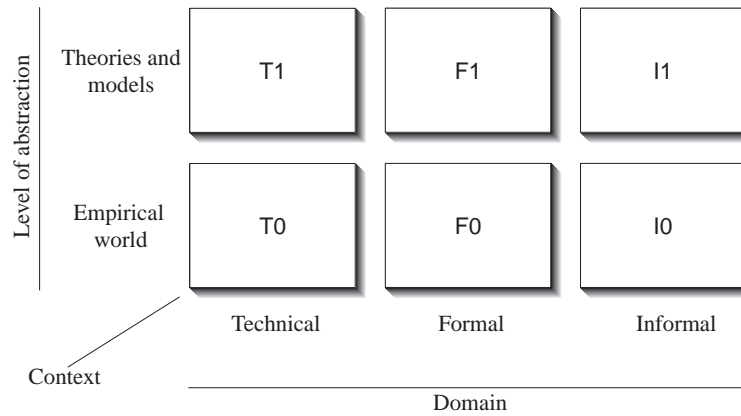 Theories and
models
T1
F1
I1
Level of abstraction
Empirical
world
T0
F0
I0
Technical
Formal
Informal
Context
Domain